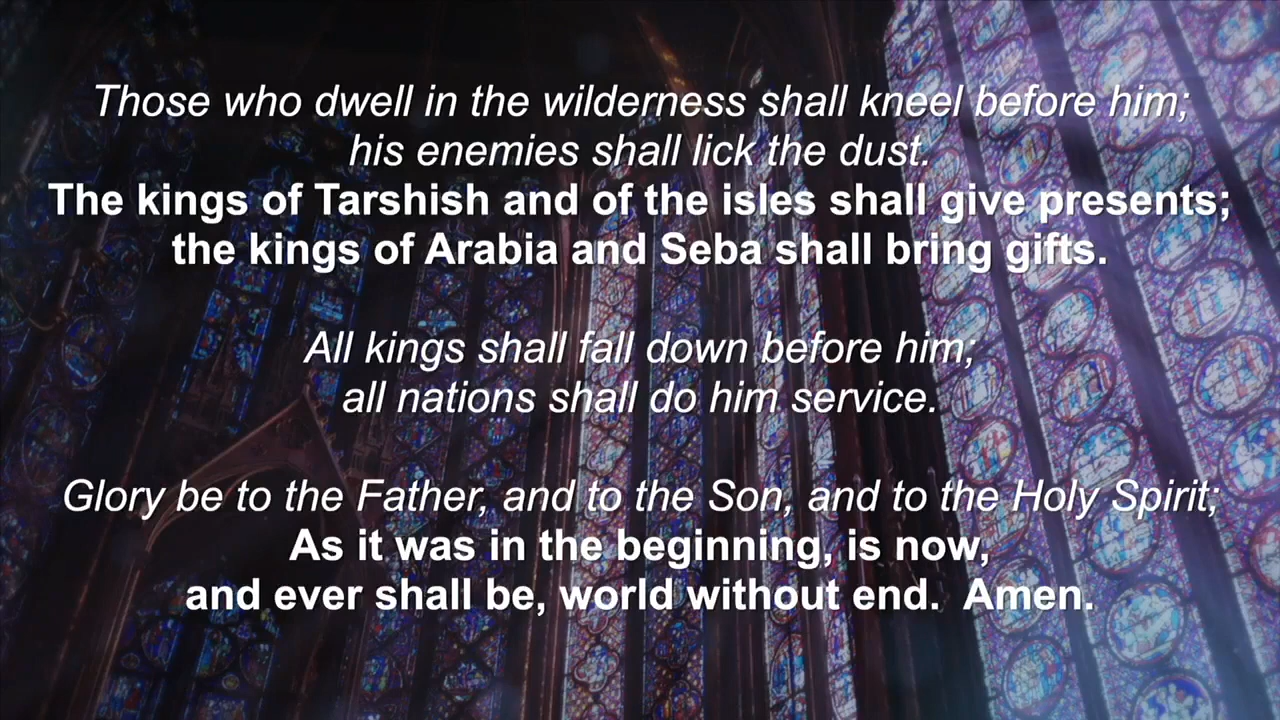 Those who dwell in the wilderness shall kneel before him;
his enemies shall lick the dust.
The kings of Tarshish and of the isles shall give presents;
the kings of Arabia and Seba shall bring gifts.
All kings shall fall down before him;
all nations shall do him service.
Glory be to the Father, and to the Son, and to the Holy Spirit;
As it was in the beginning, is now,
and ever shall be, world without end.  Amen.